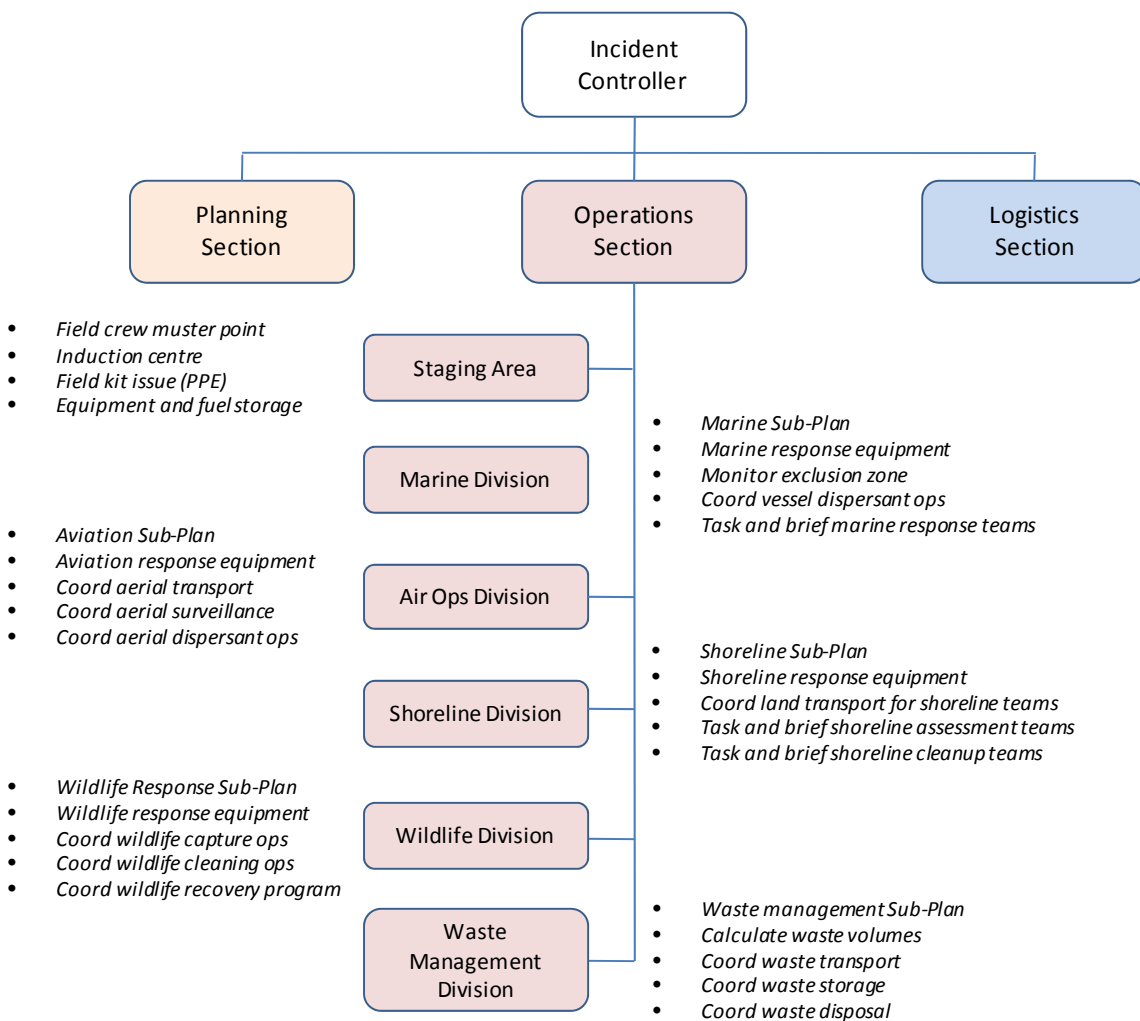 Incident
Controller
Planning
Section
Operations
Section
Logistics
Section
• Field crew muster point
• Induction centre
• Field kit issue (PPE)
• Equipment and fuel storage
Staging Area
• Marine Sub-Plan
• Marine response equipment
• Monitor exclusion zone
• Coord vessel dispersant ops
• Task and brief marine response teams
Marine Division
• Aviation Sub-Plan
• Aviation response equipment
• Coord aerial transport
• Coord aerial surveillance
• Coord aerial dispersant ops
Air Ops Division
• Shoreline Sub-Plan
• Shoreline response equipment
• Coord land transport for shoreline teams
• Task and brief shoreline assessment teams
• Task and brief shoreline cleanup teams
Shoreline Division
• Wildlife Response Sub-Plan
• Wildlife response equipment
• Coord wildlife capture ops
• Coord wildlife cleaning ops
• Coord wildlife recovery program
Wildlife Division
• Waste management Sub-Plan
• Calculate waste volumes
• Coord waste transport
• Coord waste storage
• Coord waste disposal
Waste
Management
Division